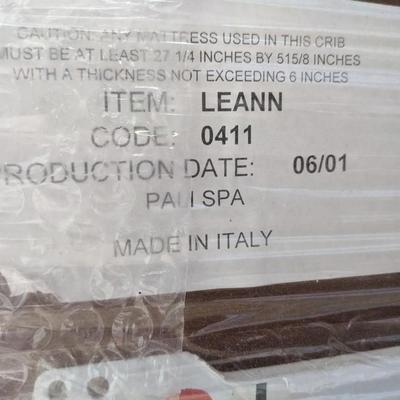 CAUTION: ANY MATTRESS USED IN THIS CRIB
MUST BE AT LEAST 27 1/4 INCHES BY 515/8 INCHES
WITH A THICKNESS NOT EXCEEDING 6 INCHES
ITEM: LEANN
CODE: 0411
PRODUCTION DATE: 06/01
PALI SPA
MADE IN ITALY